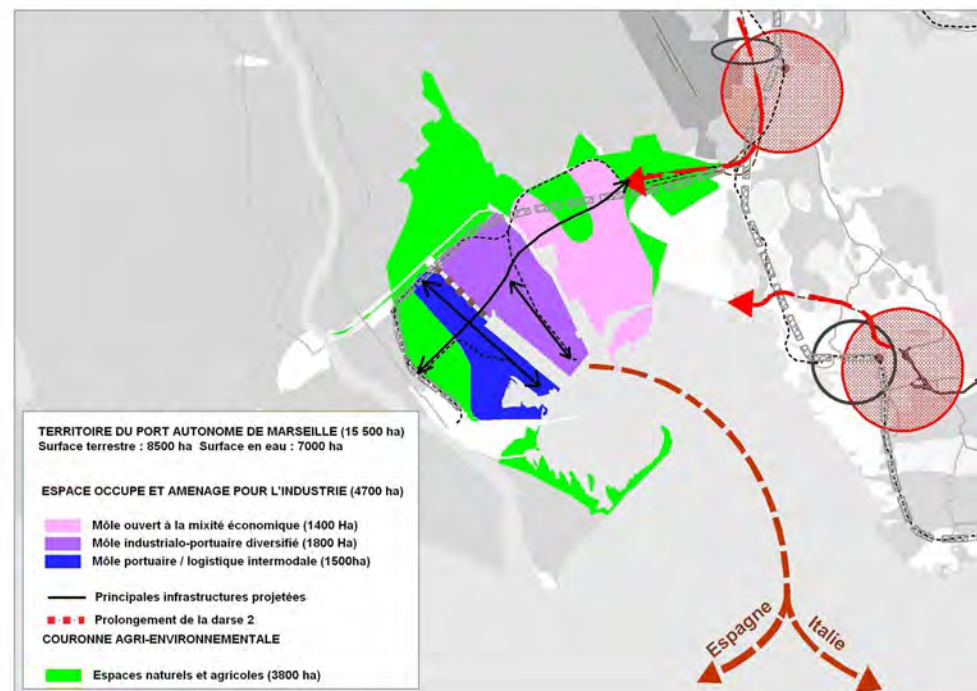 TERRITOIRE DU PORT AUTONOME DE MARSEILLE (15 500 ha)
Surface terrestre : 8500 ha Surface en eau : 7000 ha
ESPACE OCCUPE ET AMENAGE POUR L'INDUSTRIE (4700 ha)
Môle ouvert à la mixité économique (1400 Ha)
Môle industrialo-portuaire diversifié (1800 Ha)
Môle portuaire / logistique intermodale (1500ha)
Principales infrastructures projetées
Prolongement de la darse 2
COURONNE AGRI-ENVIRONNEMENTALE
Espaces naturels et agricoles (3800 ha)
Espagne
Italie